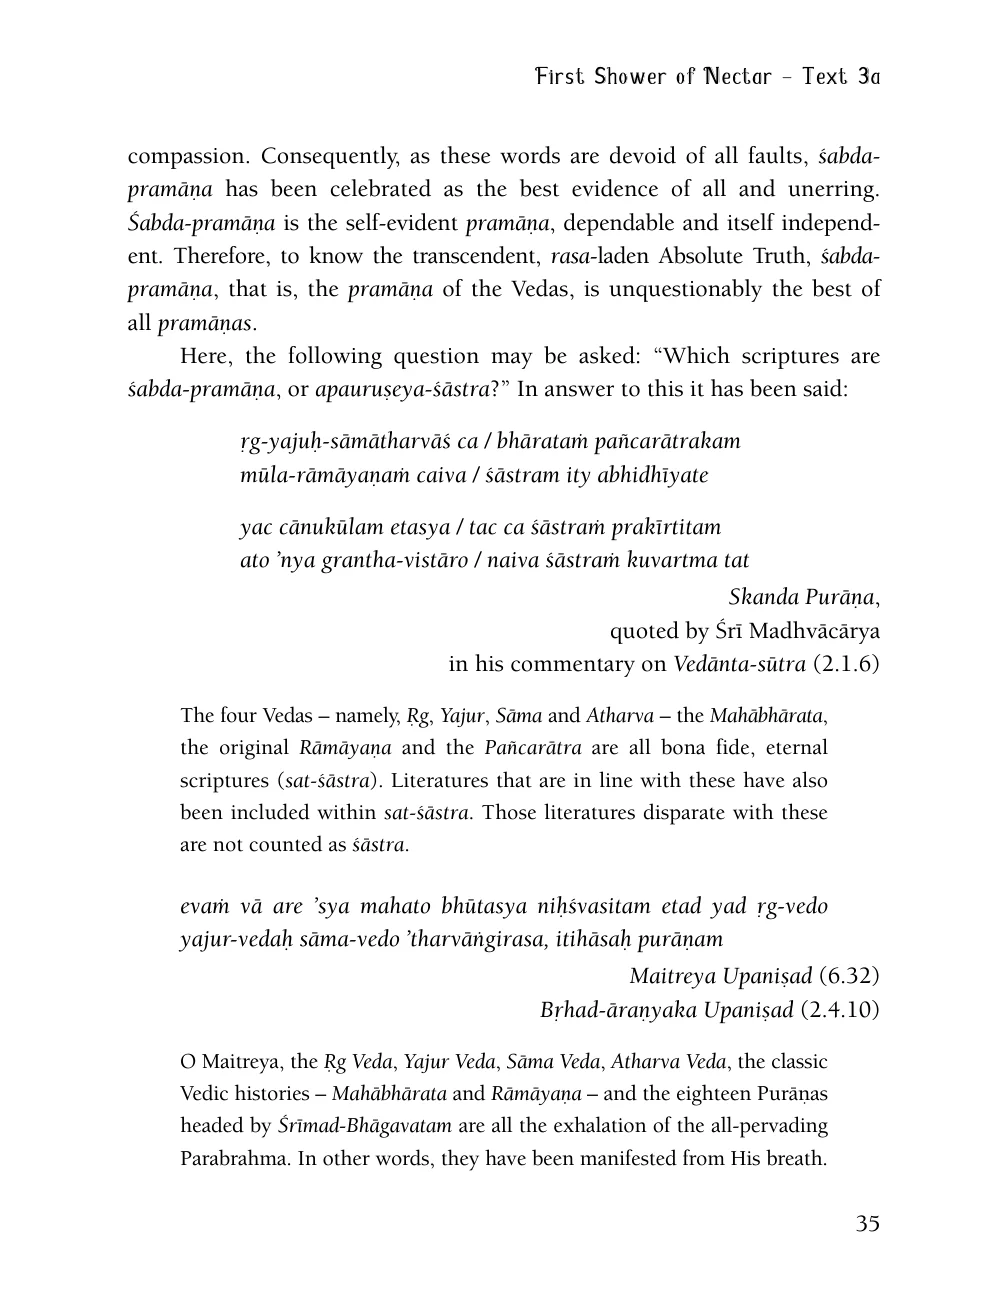 First Shower of Nectar – Text 3a
compassion. Consequently, as these words are devoid of all faults, śabda-
pramāṇa has been celebrated as the best evidence of all and unerring.
Śabda-pramāṇa is the self-evident pramāṇa, dependable and itself independ-
ent. Therefore, to know the transcendent, rasa-laden Absolute Truth, śabda-
pramāṇa, that is, the pramāṇa of the Vedas, is unquestionably the best of
all pramāṇas.
Here, the following question may be asked: “Which scriptures are
śabda-pramāṇa, or apauruṣeya-śāstra?” In answer to this it has been said:
ṛg-yajuḥ-sāmātharvāś ca / bhārataṁ pañcarātrakam
mūla-rāmāyaṇaṁ caiva / śāstram ity abhidhīyate
yac cānukūlam etasya / tac ca śāstraṁ prakīrtitam
ato ’nya grantha-vistāro / naiva śāstraṁ kuvartma tat
Skanda Purāṇa,
quoted by Śrī Madhvācārya
in his commentary on Vedānta-sūtra (2.1.6)
The four Vedas – namely, Ṛg, Yajur, Sāma and Atharva – the Mahābhārata,
the original Rāmāyaṇa and the Pañcarātra are all bona fide, eternal
scriptures (sat-śāstra). Literatures that are in line with these have also
been included within sat-śāstra. Those literatures disparate with these
are not counted as śāstra.
evaṁ vā are ’sya mahato bhūtasya niḥśvasitam etad yad ṛg-vedo
yajur-vedaḥ sāma-vedo ’tharvāṅgirasa, itihāsaḥ purāṇam
Maitreya Upaniṣad (6.32)
Bṛhad-āraṇyaka Upaniṣad (2.4.10)
O Maitreya, the Ṛg Veda, Yajur Veda, Sāma Veda, Atharva Veda, the classic
Vedic histories – Mahābhārata and Rāmāyaṇa – and the eighteen Purāṇas
headed by Śrīmad-Bhāgavatam are all the exhalation of the all-pervading
Parabrahma. In other words, they have been manifested from His breath.
35